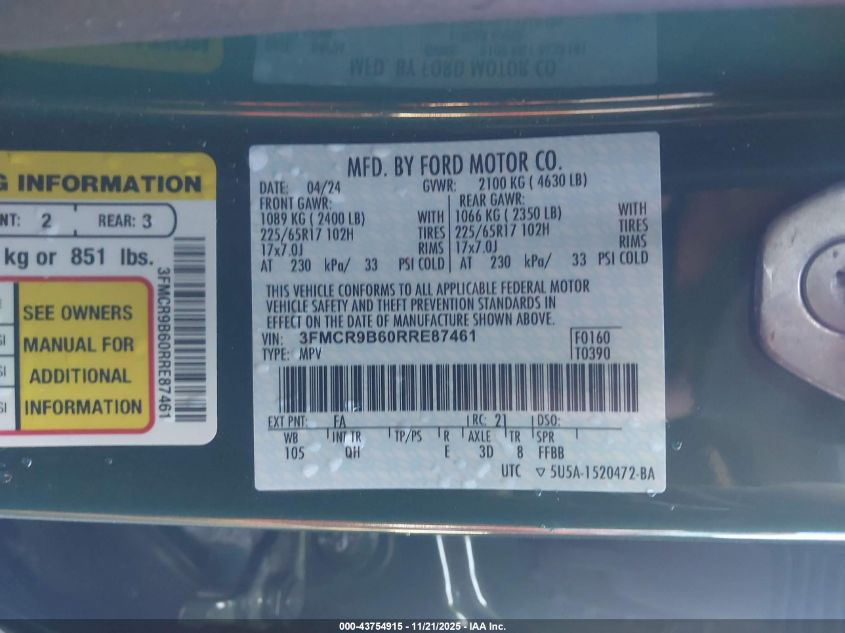 MFD. BY FORD MOTOR CO.
G INFORMATION
NT: 2 REAR: 3
kg or 851 lbs.
SEE OWNERS
MANUAL FOR
ADDITIONAL
INFORMATION
3FMCR9B60RRE87461
MFD. BY FORD MOTOR CO.
DATE: 04/24 GVWR: 2100 KG ( 4630 LB)
FRONT GAWR: REAR GAWR:
1089 KG ( 2400 LB) WITH 1066 KG ( 2350 LB) WITH
225/65R17 102H TIRES 225/65R17 102H TIRES
17x7.0J RIMS 17x7.0J RIMS
AT 230 kPa/ 33 PSI COLD AT 230 kPa/ 33 PSI COLD
THIS VEHICLE CONFORMS TO ALL APPLICABLE FEDERAL MOTOR
VEHICLE SAFETY AND THEFT PREVENTION STANDARDS IN
EFFECT ON THE DATE OF MANUFACTURE SHOWN ABOVE.
VIN: 3FMCR9B60RRE87461 F0160
TYPE: MPV T0390
EXT PNT: FA RC: 21 DSO:
WB INT TR TP/PS R AXLE TR SPR
105 QH E 3D 8 FFBB
UTC ▽ 5U5A-1520472-BA
000-43754915 - 11/21/2025 - IAA Inc.